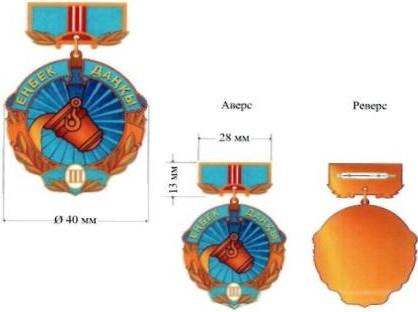 ЕҢБЕК ДАҢҚЫ
III
Ø 40 мм
Аверс
Реверс
28 мм
13 мм
ЕҢБЕК ДАҢҚЫ
III